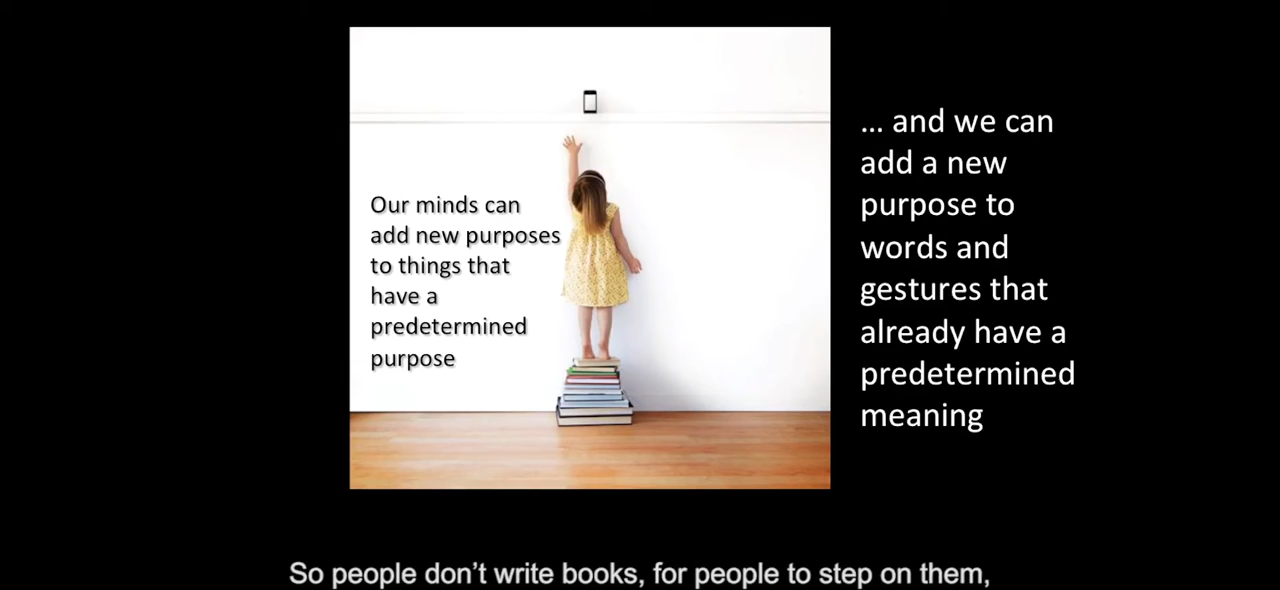 Our minds can
add new purposes
to things that
have a
predetermined
purpose
... and we can
add a new
purpose to
words and
gestures that
already have a
predetermined
meaning
So people don't write books, for people to step on them,